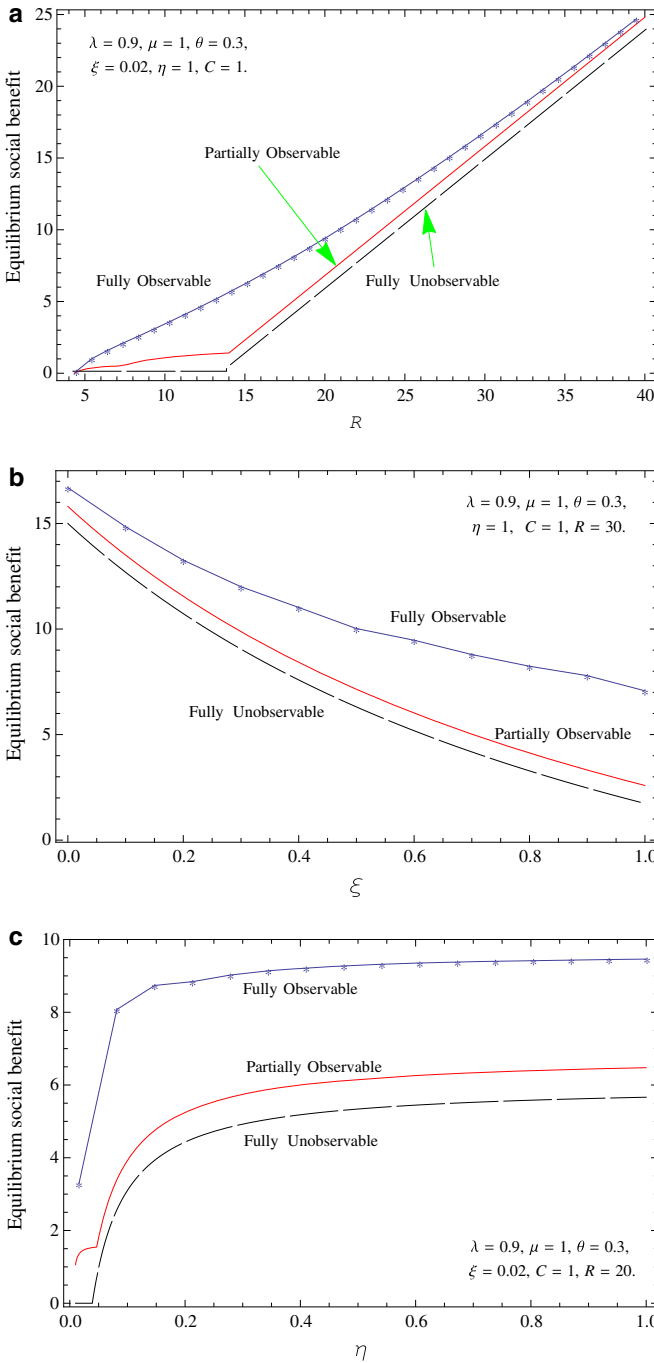 a
Equilibrium social benefit
25
20
15
10
5
0
λ = 0.9, μ = 1, θ = 0.3,
ξ = 0.02, η = 1, C = 1.
Partially Observable
Fully Observable
Fully Unobservable
5 10 15 20 25 30 35 40
R
b
Equilibrium social benefit
15
10
5
0
λ = 0.9, μ = 1, θ = 0.3,
η = 1, C = 1, R = 30.
Fully Observable
Fully Unobservable
Partially Observable
0.0 0.2 0.4 0.6 0.8 1.0
ξ
c
Equilibrium social benefit
10
8
6
4
2
0
Fully Observable
Partially Observable
Fully Unobservable
λ = 0.9, μ = 1, θ = 0.3,
ξ = 0.02, C = 1, R = 20.
0.0 0.2 0.4 0.6 0.8 1.0
η